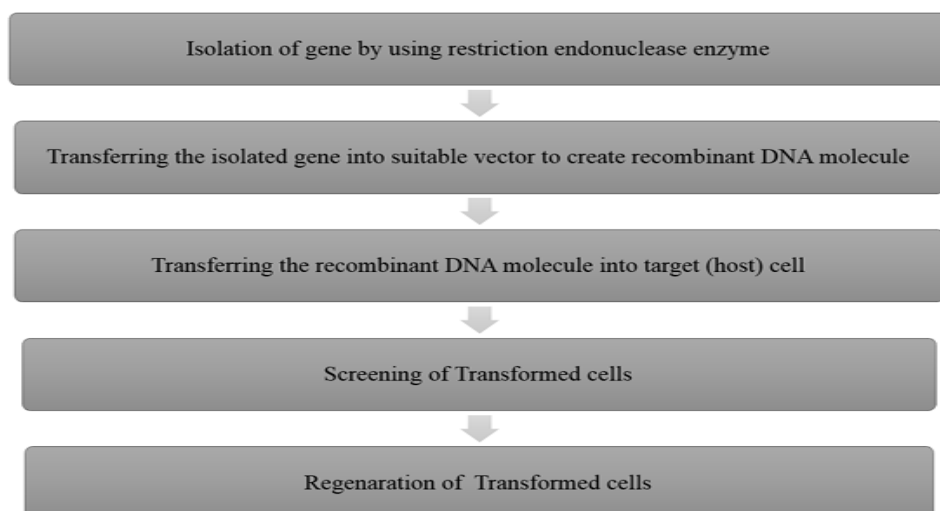 Isolation of gene by using restriction endonuclease enzyme
Transferring the isolated gene into suitable vector to create recombinant DNA molecule
Transferring the recombinant DNA molecule into target (host) cell
Screening of Transformed cells
Regenaration of Transformed cells